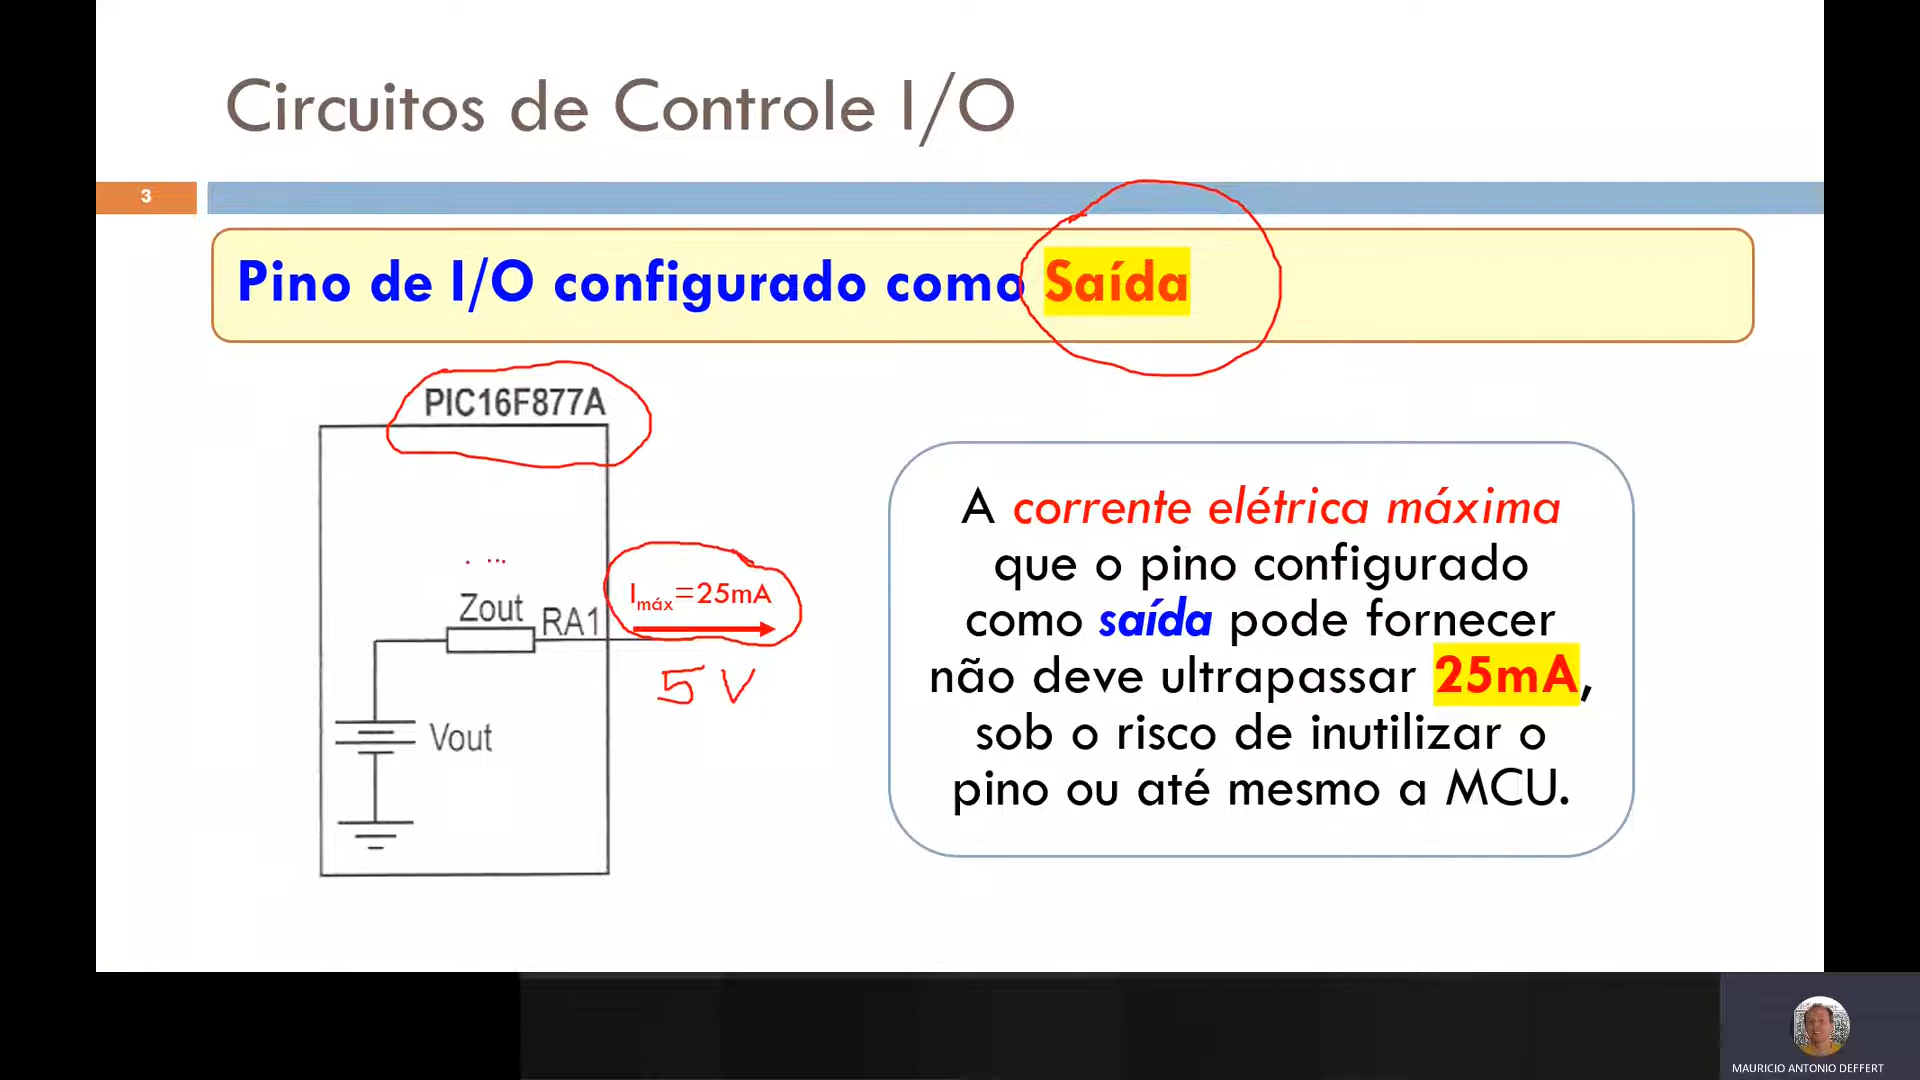 Circuitos de Controle I/O
3
Pino de I/O configurado como Saída
PIC16F877A
Imáx=25mA
Zout
RA1
5V
Vout
A corrente elétrica máxima
que o pino configurado
como saída pode fornecer
não deve ultrapassar 25mA,
sob o risco de inutilizar o
pino ou até mesmo a MCU.
MAURICIO ANTONIO DEFFERT